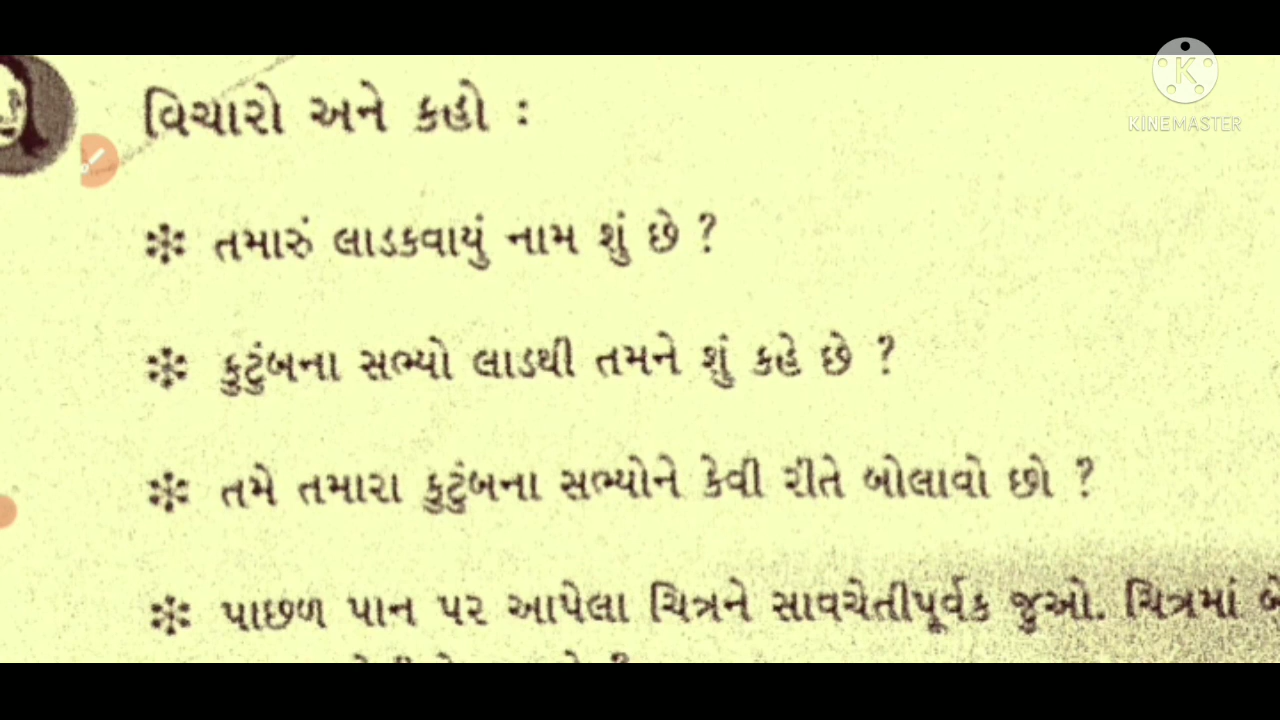 વિચારો અને કહો :
KINEMASTER
* તમારું લાડકવાયું નામ શું છે ?
* કુટુંબના સભ્યો લાડથી તમને શું કહે છે ?
* તમે તમારા કુટુંબના સભ્યોને કેવી રીતે બોલાવો છો ?
* પાછળ પાન પર આપેલા ચિત્રને સાવચેતીપૂર્વક જુઓ. ચિત્રમાં